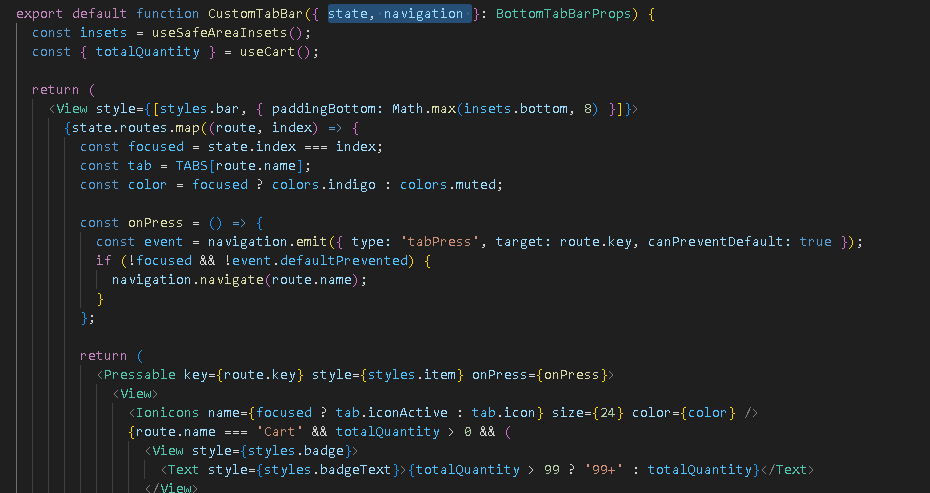 export default function CustomTabBar({ state, navigation }: BottomTabBarProps) {
const insets = useSafeAreaInsets();
const { totalQuantity } = useCart();
return (
<View style={[styles.bar, { paddingBottom: Math.max(insets.bottom, 8) }]}>
{state.routes.map((route, index) => {
const focused = state.index === index;
const tab = TABS[route.name];
const color = focused ? colors.indigo : colors.muted;
const onPress = () => {
const event = navigation.emit({ type: 'tabPress', target: route.key, canPreventDefault: true });
if (!focused && !event.defaultPrevented) {
navigation.navigate(route.name);
}
};
return (
<Pressable key={route.key} style={styles.item} onPress={onPress}>
<View>
<Ionicons name={focused ? tab.iconActive : tab.icon} size={24} color={color} />
{route.name === 'Cart' && totalQuantity > 0 && (
<View style={styles.badge}>
<Text style={styles.badgeText}>{totalQuantity > 99 ? '99+' : totalQuantity}</Text>
</View>